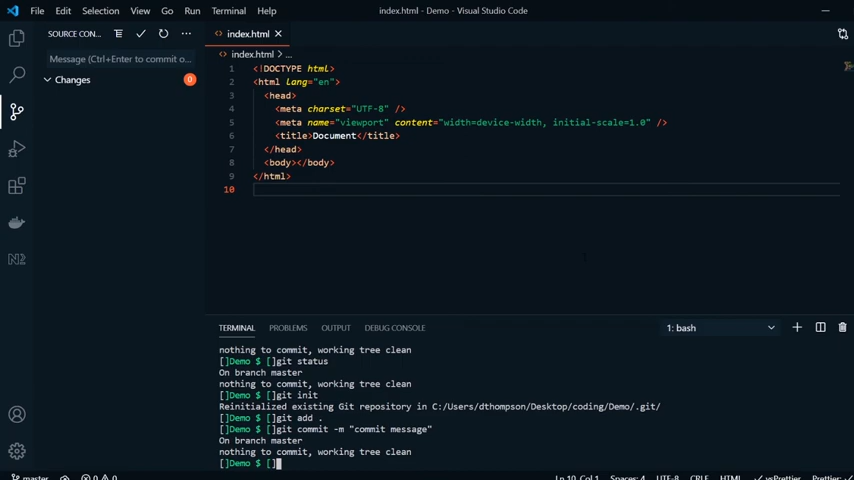 File Edit Selection View Go Run Terminal Help index.html - Demo - Visual Studio Code
SOURCE CON...
index.html
Message (Ctrl+Enter to commit o...
index.html > ...
Changes 0
1 <!DOCTYPE html>
2 <html lang="en">
3 <head>
4 <meta charset="UTF-8" />
5 <meta name="viewport" content="width=device-width, initial-scale=1.0" />
6 <title>Document</title>
7 </head>
8 <body></body>
9 </html>
10
TERMINAL PROBLEMS OUTPUT DEBUG CONSOLE 1: bash
nothing to commit, working tree clean
[]Demo $ []git status
On branch master
nothing to commit, working tree clean
[]Demo $ []git init
Reinitialized existing Git repository in C:/Users/dthompson/Desktop/coding/Demo/.git/
[]Demo $ []git add .
[]Demo $ []git commit -m "commit message"
On branch master
nothing to commit, working tree clean
[]Demo $ []
master 0 0 Ln 10, Col 1 Spaces: 4 UTF-8 CRLF HTML vsPrettier Prettier